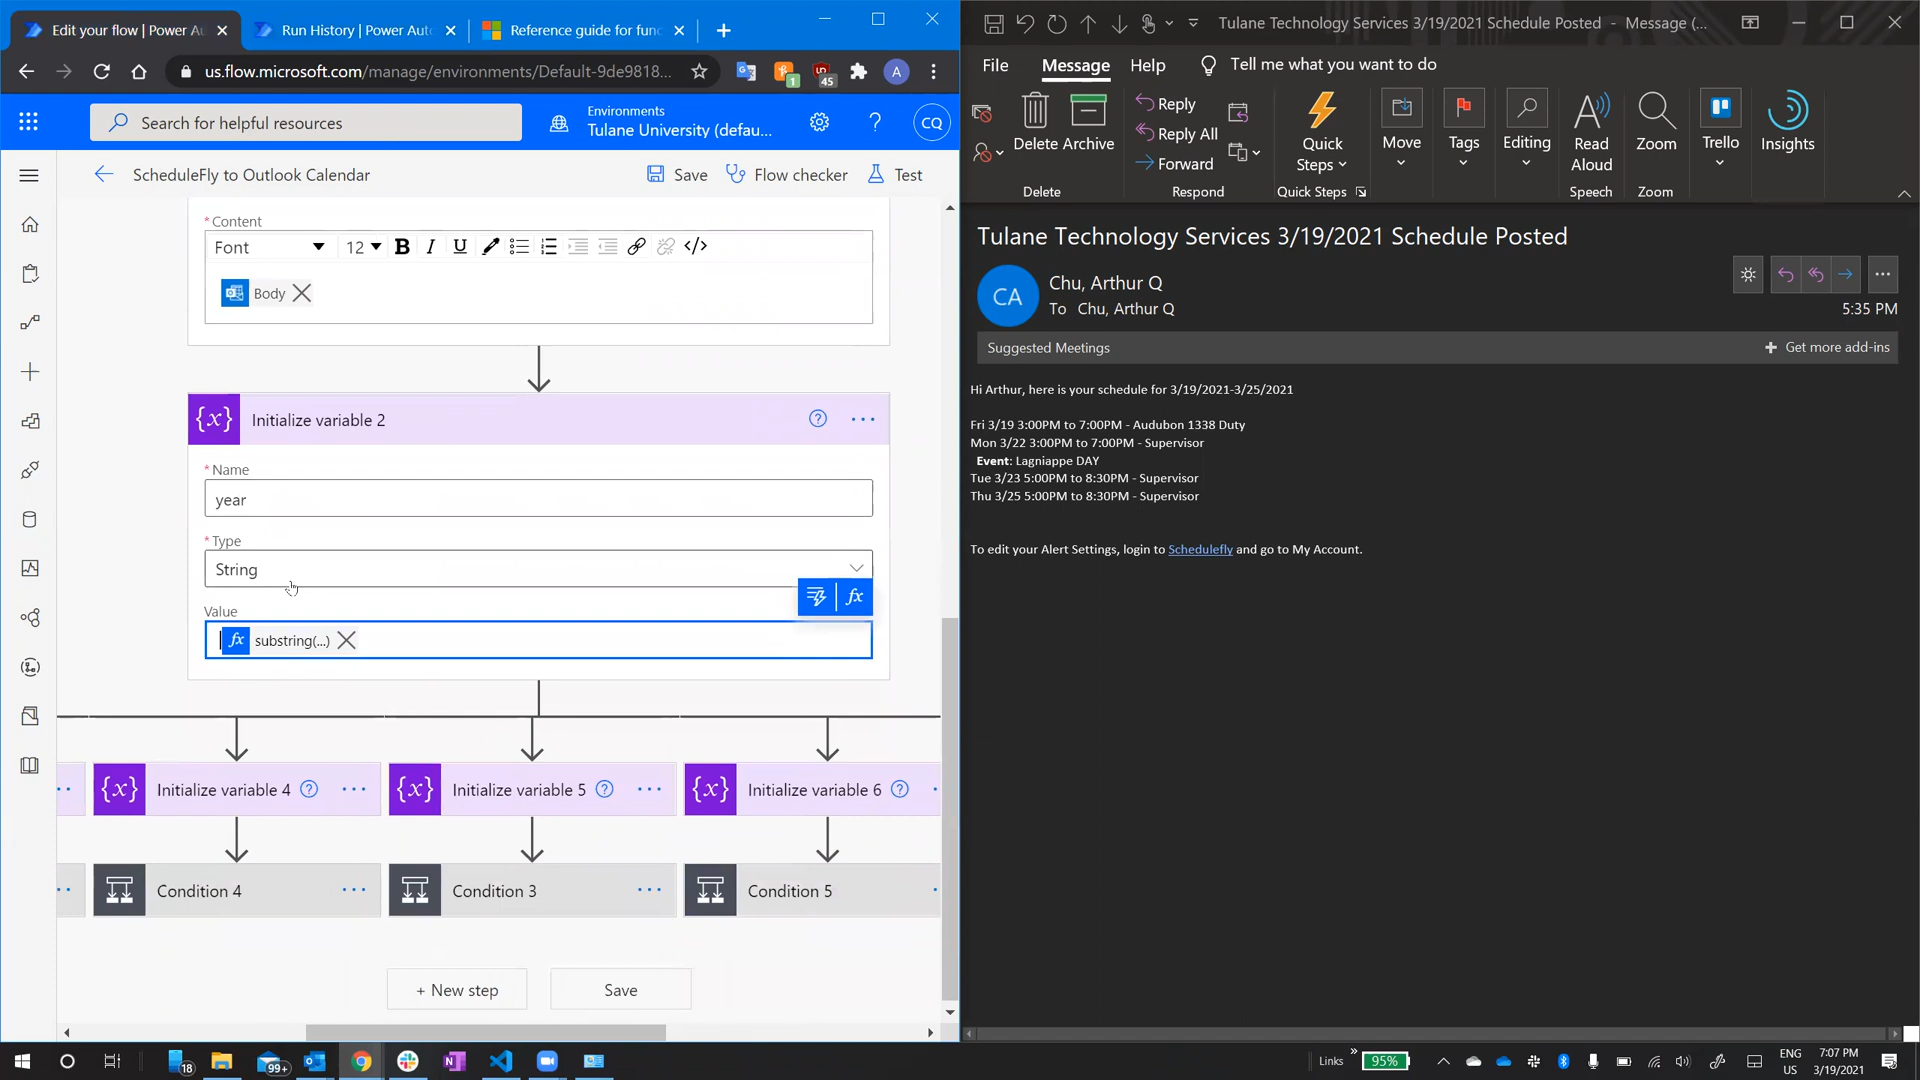 Edit your flow | Power Au
Run History | Power Auto
Reference guide for func
us.flow.microsoft.com/manage/environments/Default-9de9818...
1
45
A
Search for helpful resources
Environments
Tulane University (defau...
?
CQ
ScheduleFly to Outlook Calendar
Save
Flow checker
Test
* Content
Font
12
B
I
U
</>
Body
{x}
Initialize variable 2
?
...
* Name
year
* Type
String
fx
Value
fx
substring(...)
{x}
Initialize variable 4
?
...
{x}
Initialize variable 5
?
...
{x}
Initialize variable 6
?
Condition 4
...
Condition 3
...
Condition 5
+ New step
Save
Tulane Technology Services 3/19/2021 Schedule Posted - Message (...
File
Message
Help
Tell me what you want to do
Delete
Archive
Reply
Reply All
Forward
Quick
Steps
Move
Tags
Editing
Read
Aloud
Zoom
Trello
Insights
Delete
Respond
Quick Steps
Speech
Zoom
Tulane Technology Services 3/19/2021 Schedule Posted
CA
Chu, Arthur Q
To Chu, Arthur Q
5:35 PM
Suggested Meetings
+ Get more add-ins
Hi Arthur, here is your schedule for 3/19/2021-3/25/2021
Fri 3/19 3:00PM to 7:00PM - Audubon 1338 Duty
Mon 3/22 3:00PM to 7:00PM - Supervisor
Event: Lagniappe DAY
Tue 3/23 5:00PM to 8:30PM - Supervisor
Thu 3/25 5:00PM to 8:30PM - Supervisor
To edit your Alert Settings, login to Schedulefly and go to My Account.
18
99+
Links
95%
ENG
US
7:07 PM
3/19/2021